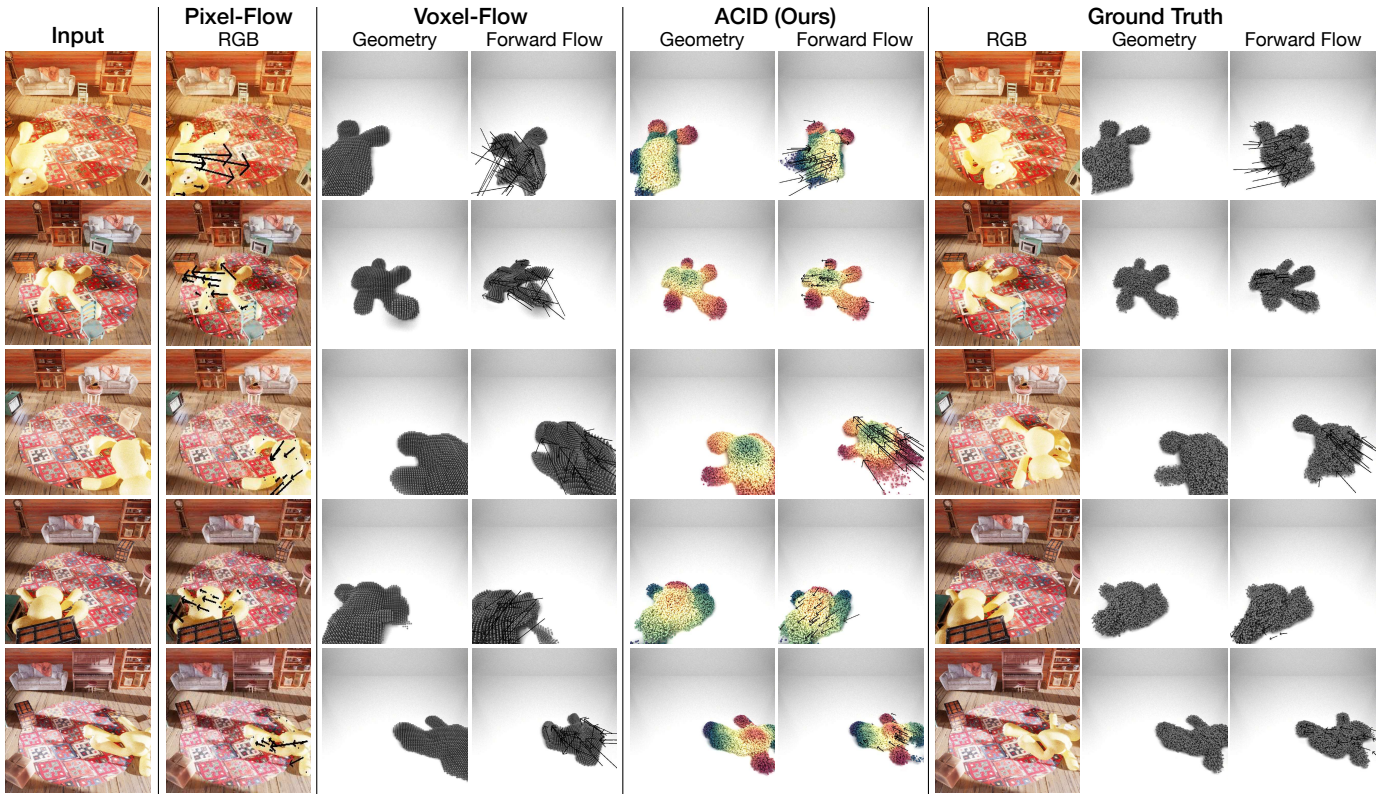 Input
Pixel-Flow
RGB
Voxel-Flow
Geometry Forward Flow
ACID (Ours)
Geometry Forward Flow
Ground Truth
RGB Geometry Forward Flow